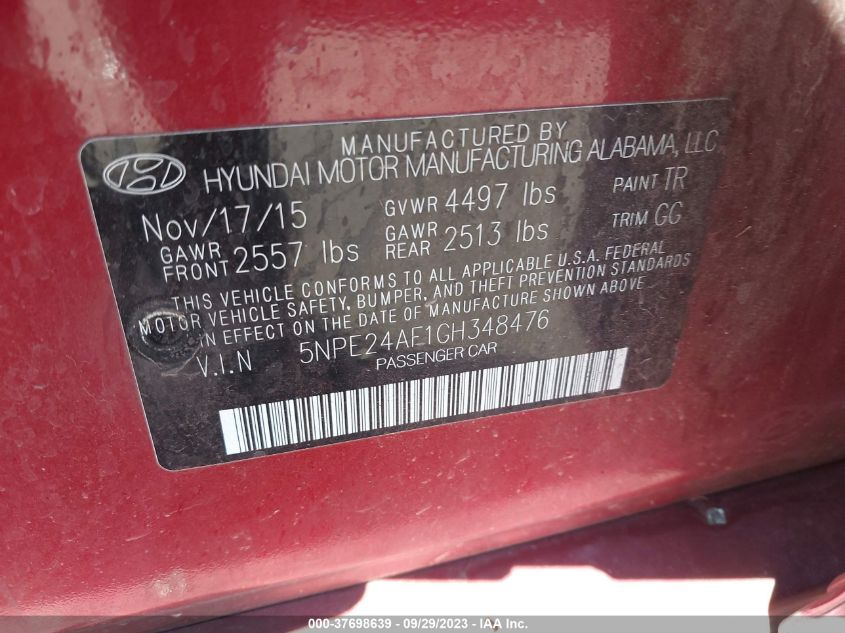 MANUFACTURED BY
HYUNDAI MOTOR MANUFACTURING ALABAMA, LLC
Nov/17/15 GVWR 4497 lbs PAINT TR
GAWR FRONT 2557 lbs GAWR REAR 2513 lbs TRIM GG
THIS VEHICLE CONFORMS TO ALL APPLICABLE U.S.A. FEDERAL
MOTOR VEHICLE SAFETY, BUMPER, AND THEFT PREVENTION STANDARDS
IN EFFECT ON THE DATE OF MANUFACTURE SHOWN ABOVE
V.I.N 5NPE24AF1GH348476
PASSENGER CAR
000-37698639 - 09/29/2023 - IAA Inc.